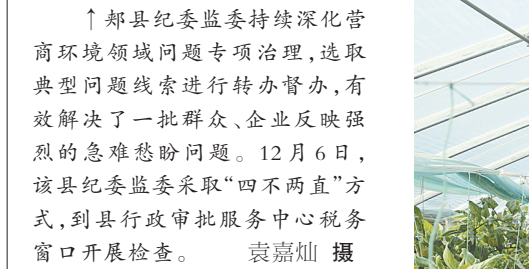 ↑郏县纪委监委持续深化营
商环境领域问题专项治理,选取
典型问题线索进行转办督办,有
效解决了一批群众、企业反映强
烈的急难愁盼问题。12月6日,
该县纪委监委采取“四不两直”方
式,到县行政审批服务中心税务
窗口开展检查。 袁嘉灿 摄